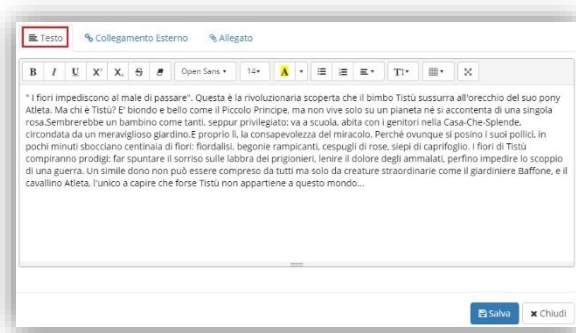 Testo Collegamento Esterno Allegato
B I U X² X₂ S Open Sans 14 A T
" I fiori impediscono al male di passare". Questa è la rivoluzionaria scoperta che il bimbo Tistù sussurra all'orecchio del suo pony
Atleta. Ma chi è Tistù? E' biondo e bello come il Piccolo Principe, ma non vive solo su un pianeta né si accontenta di una singola
rosa.Sembrerebbe un bambino come tanti, seppur privilegiato: va a scuola, abita con i genitori nella Casa-Che-Splende,
circondata da un meraviglioso giardino.E proprio lì, la consapevolezza del miracolo. Perché ovunque si posino i suoi pollici, in
pochi minuti sbocciano centinaia di fiori: fiordalisi, begonie rampicanti, cespugli di rose, siepi di caprifoglio. I fiori di Tistù
compiranno prodigi: far spuntare il sorriso sulle labbra dei prigionieri, lenire il dolore degli ammalati, perfino impedire lo scoppio
di una guerra. Un simile dono non può essere compreso da tutti ma solo da creature straordinarie come il giardiniere Baffone, e il
cavallino Atleta, l'unico a capire che forse Tistù non appartiene a questo mondo...
Salva Chiudi